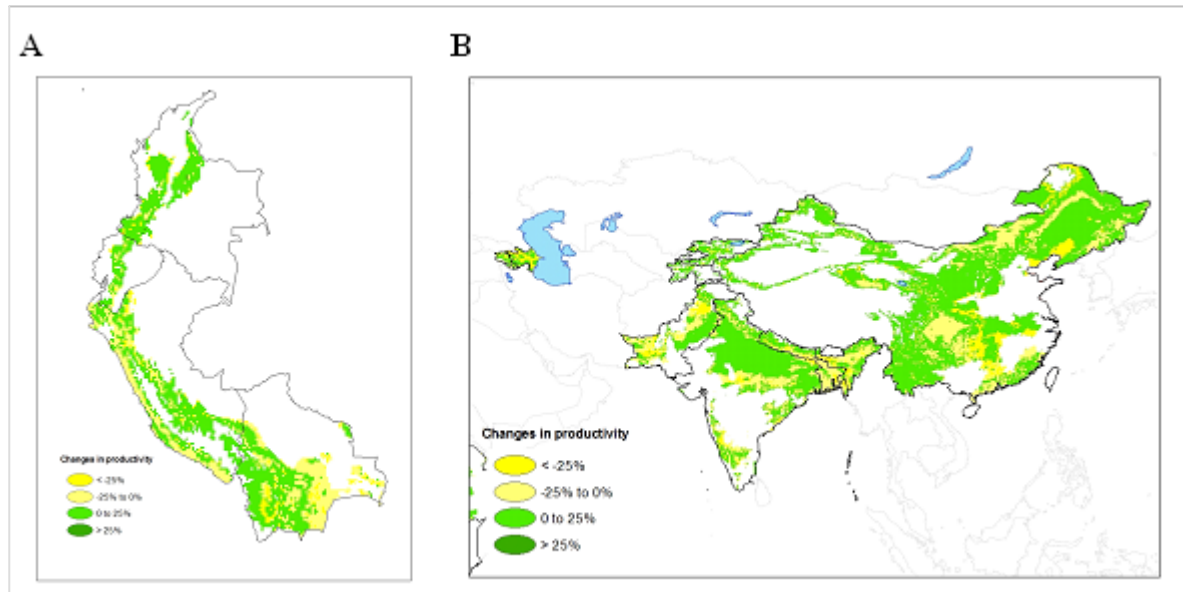 A
B
Changes in productivity
< -25%
-25% to 0%
0 to 25%
> 25%
Changes in productivity
< -25%
-25% to 0%
0 to 25%
> 25%